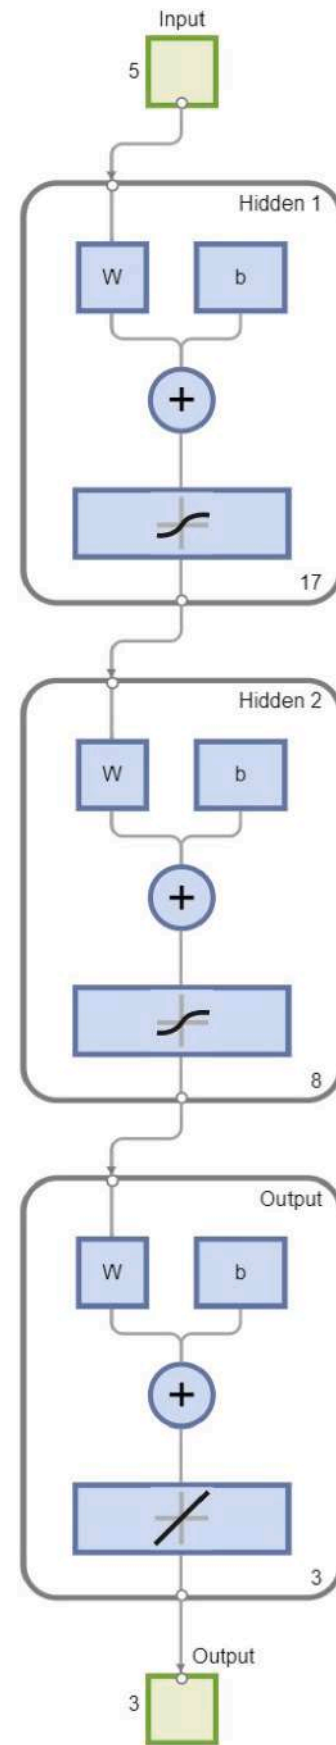 Input
5
Hidden 1
W
b
+
17
Hidden 2
W
b
+
8
Output
W
b
+
3
Output
3